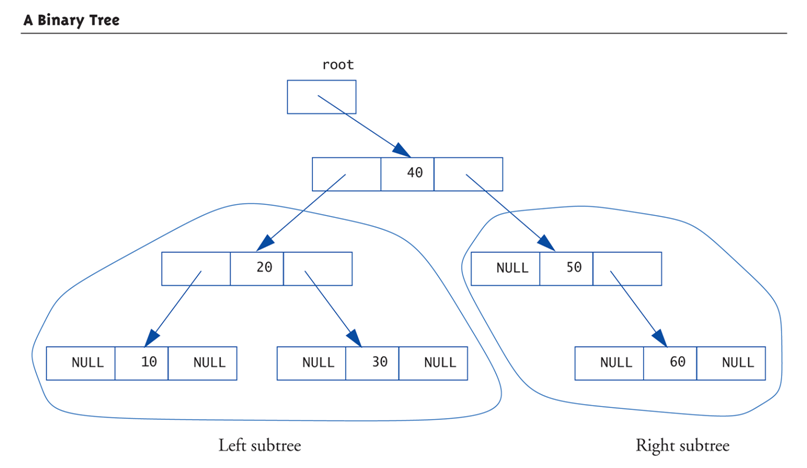 A Binary Tree
root
40
20
NULL 50
NULL 10 NULL
NULL 30 NULL
NULL 60 NULL
Left subtree
Right subtree